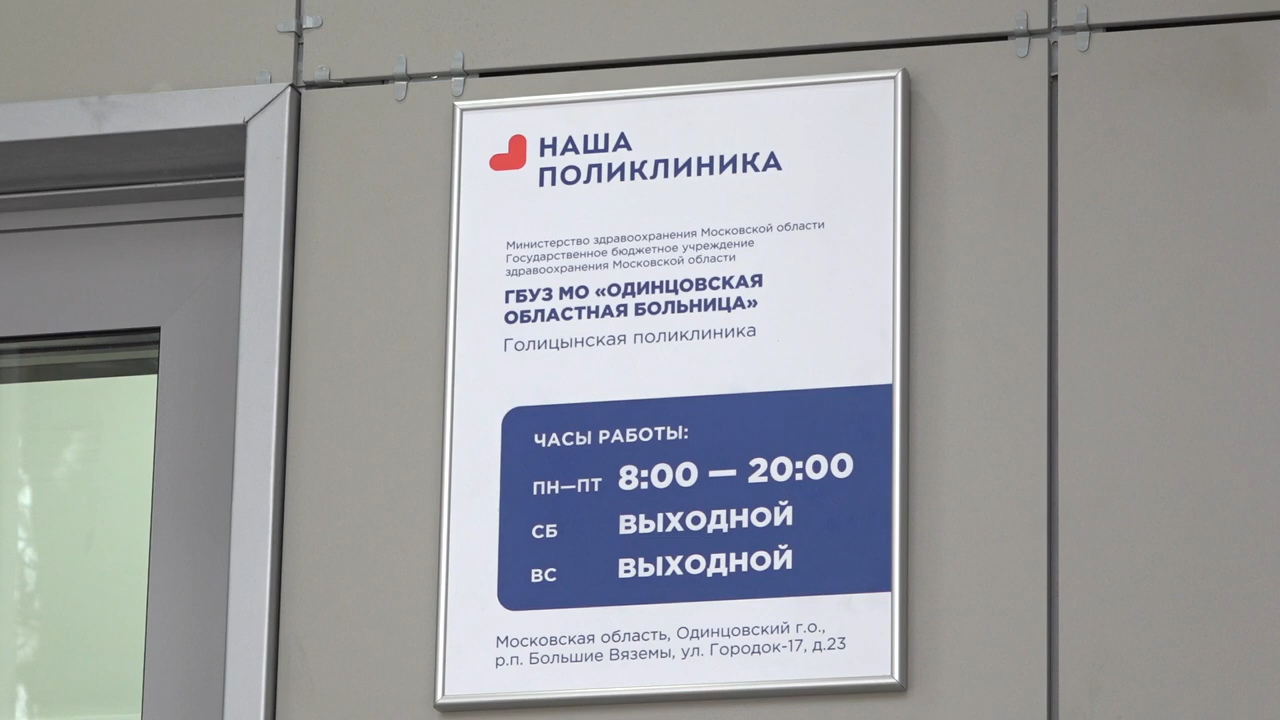 НАША
ПОЛИКЛИНИКА
Министерство здравоохранения Московской области
Государственное бюджетное учреждение
здравоохранения Московской области
ГБУЗ МО «ОДИНЦОВСКАЯ
ОБЛАСТНАЯ БОЛЬНИЦА»
Голицынская поликлиника
ЧАСЫ РАБОТЫ:
ПН—ПТ 8:00 — 20:00
СБ ВЫХОДНОЙ
ВС ВЫХОДНОЙ
Московская область, Одинцовский г.о.,
р.п. Большие Вяземы, ул. Городок-17, д.23